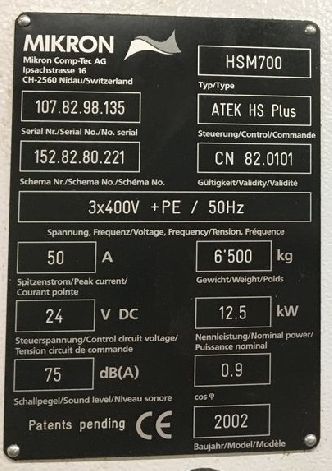 MIKRON
Mikron Comp-Tec AG
Ipsachstrasse 16
CH-2560 Nidau/Switzerland
HSM700
Typ/Type
107.82.98.135
ATEK HS Plus
Serial Nr./Serial No./No. serial
Steuerung/Control/Commande
152.82.80.221
CN 82.0101
Schema Nr./Schema No./Schéma No.
Gültigkeit/Validity/Validité
3x400V +PE / 50Hz
Spannung, Frequenz/Voltage, Frequency/Tension, Fréquence
50 A
6'500 kg
Spitzenstrom/Peak current/
Courant pointe
Gewicht/Weight/Poids
24 V DC
12.5 kW
Steuerspannung/Control circuit voltage/
Tension circuit de commande
Nennleistung/Nominal power/
Puissance nominal
75 dB(A)
0.9
Schallpegel/Sound level/Niveau sonore
cos φ
Patents pending CE
2002
Baujahr/Model/Modèle